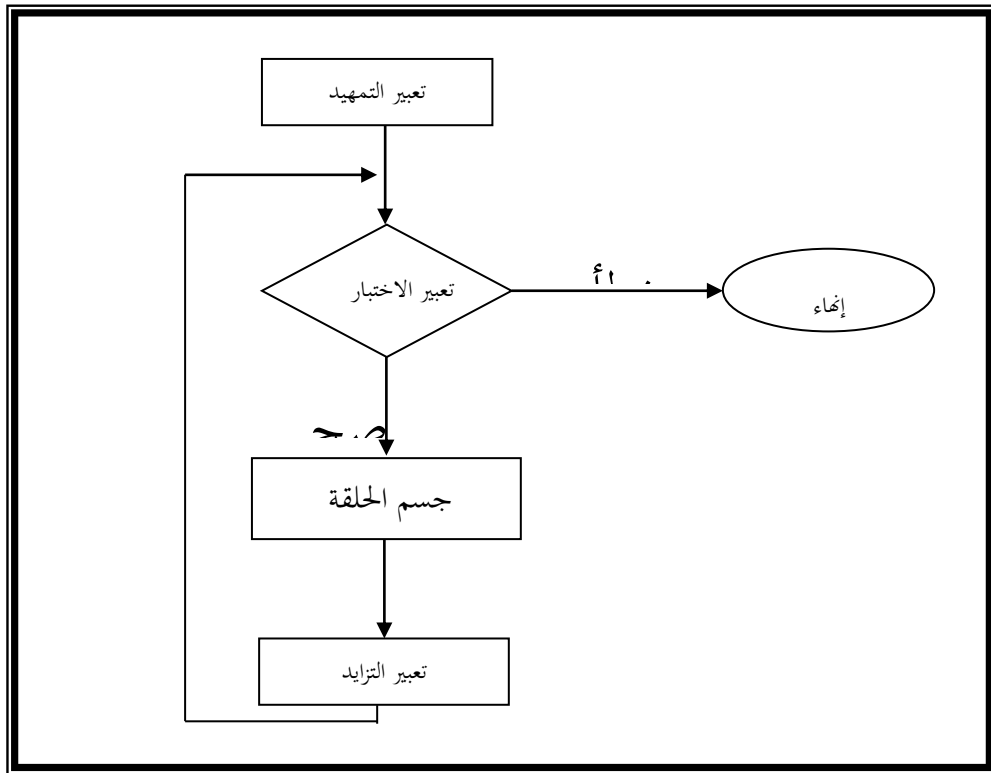 تعبير التمهيد
تعبير الاختبار
إنهاء
جسم الحلقة
تعبير التزايد